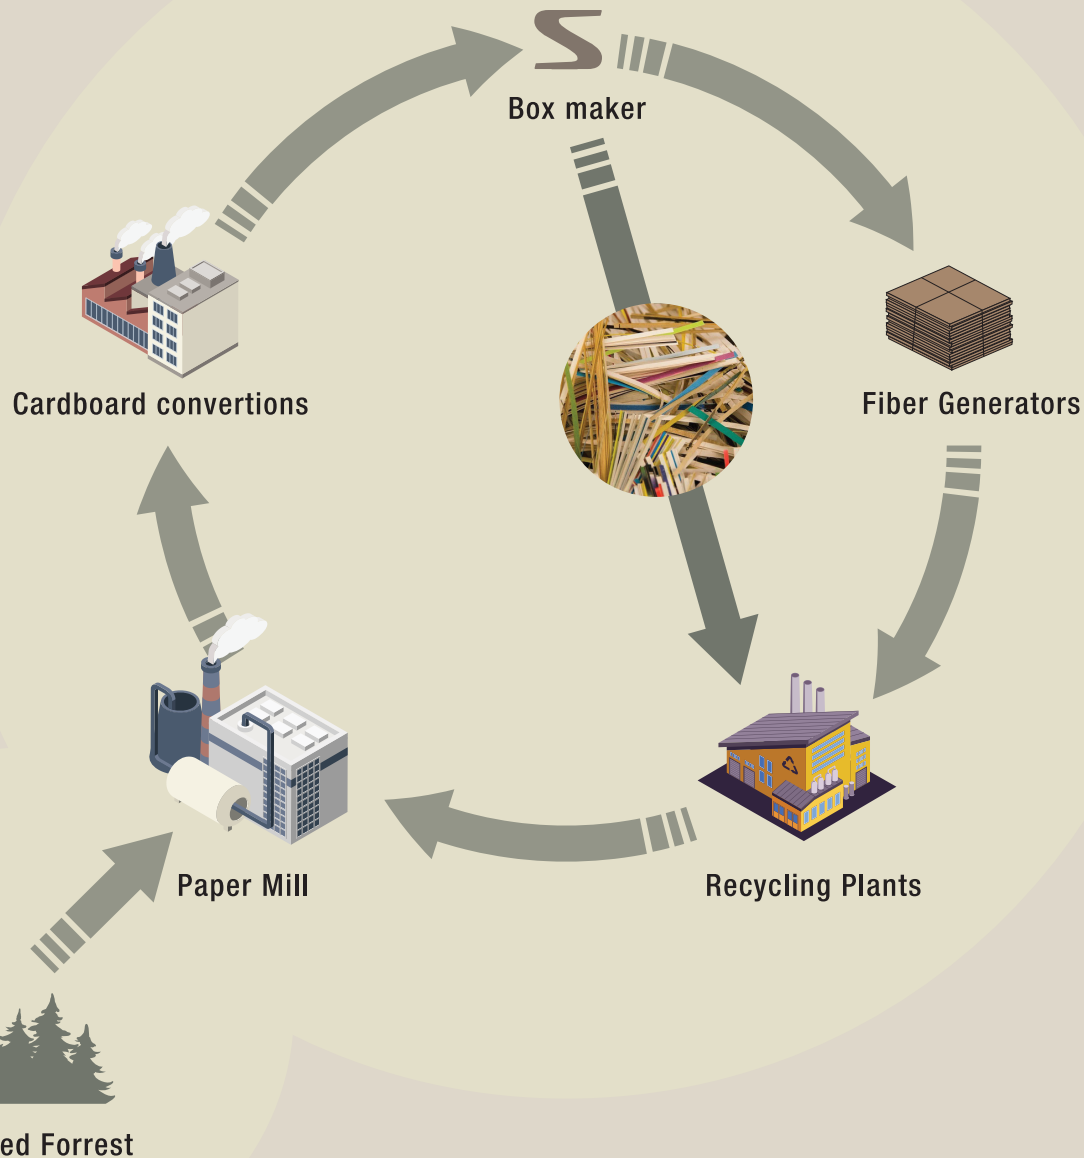 Box maker
Cardboard convertions
Fiber Generators
Paper Mill
Recycling Plants
ed Forrest